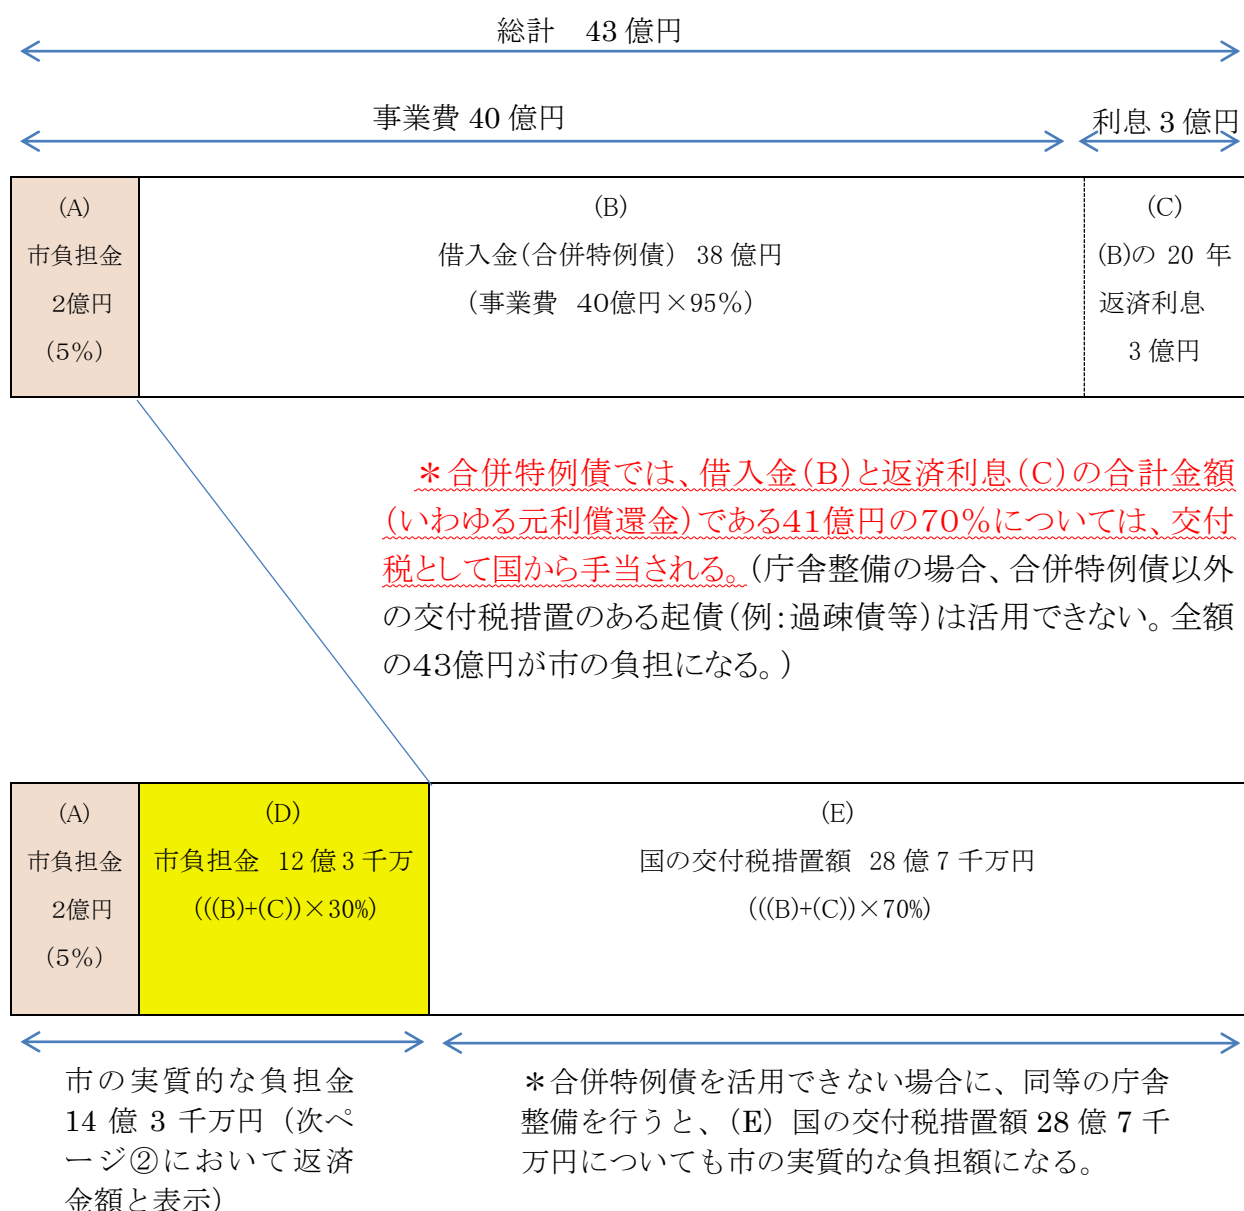 総計　43 億円
事業費 40 億円
利息 3 億円
(A)
市負担金
2億円
(5%)
(B)
借入金(合併特例債) 38 億円
(事業費 40億円×95%)
(C)
(B)の 20 年
返済利息
3 億円
＊合併特例債では、借入金(B)と返済利息(C)の合計金額
(いわゆる元利償還金)である41億円の70%については、交付
税として国から手当される。(庁舎整備の場合、合併特例債以外
の交付税措置のある起債(例:過疎債等)は活用できない。全額
の43億円が市の負担になる。)
(A)
市負担金
2億円
(5%)
(D)
市負担金 12 億 3 千万
(((B)+(C))×30%)
(E)
国の交付税措置額 28 億 7 千万円
(((B)+(C))×70%)
市の実質的な負担金
14 億 3 千万円（次ペ
ージ②において返済
金額と表示）
＊合併特例債を活用できない場合に、同等の庁舎
整備を行うと、（E）国の交付税措置額 28 億 7 千
万円についても市の実質的な負担額になる。